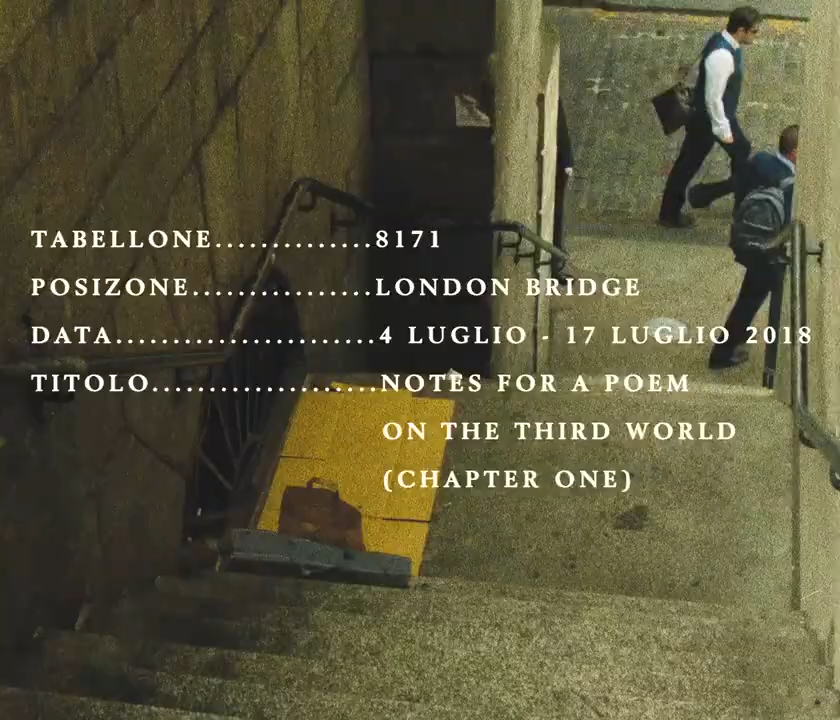 TABELLONE..............8171
POSIZONE................LONDON BRIDGE
DATA.......................4 LUGLIO - 17 LUGLIO 2018
TITOLO....................NOTES FOR A POEM
ON THE THIRD WORLD
(CHAPTER ONE)